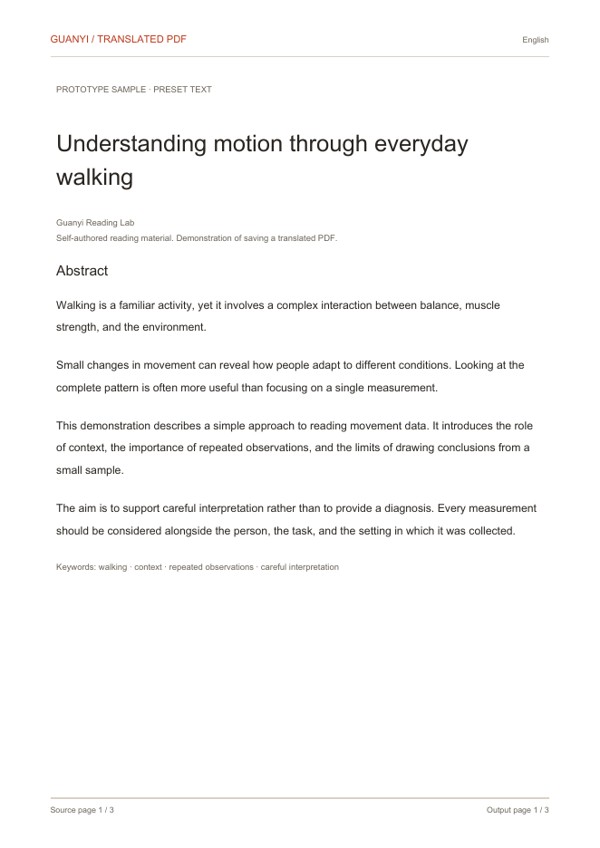 GUANYI / TRANSLATED PDF
English
PROTOTYPE SAMPLE · PRESET TEXT
Understanding motion through everyday
walking
Guanyi Reading Lab
Self-authored reading material. Demonstration of saving a translated PDF.
Abstract
Walking is a familiar activity, yet it involves a complex interaction between balance, muscle
strength, and the environment.
Small changes in movement can reveal how people adapt to different conditions. Looking at the
complete pattern is often more useful than focusing on a single measurement.
This demonstration describes a simple approach to reading movement data. It introduces the role
of context, the importance of repeated observations, and the limits of drawing conclusions from a
small sample.
The aim is to support careful interpretation rather than to provide a diagnosis. Every measurement
should be considered alongside the person, the task, and the setting in which it was collected.
Keywords: walking · context · repeated observations · careful interpretation
Source page 1 / 3
Output page 1 / 3